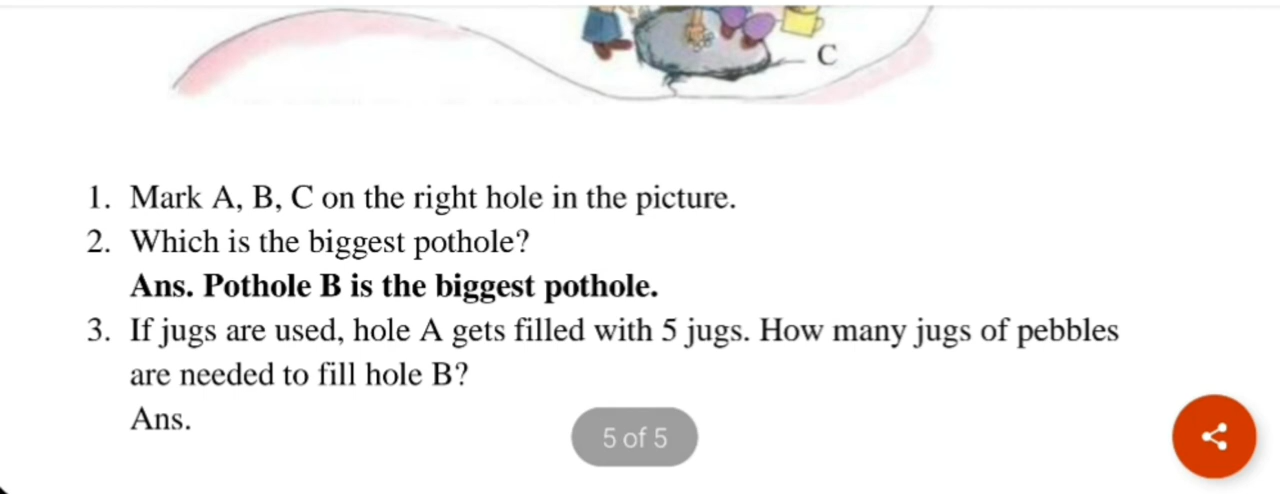 C
1. Mark A, B, C on the right hole in the picture.
2. Which is the biggest pothole?
Ans. Pothole B is the biggest pothole.
3. If jugs are used, hole A gets filled with 5 jugs. How many jugs of pebbles
are needed to fill hole B?
Ans.
5 of 5